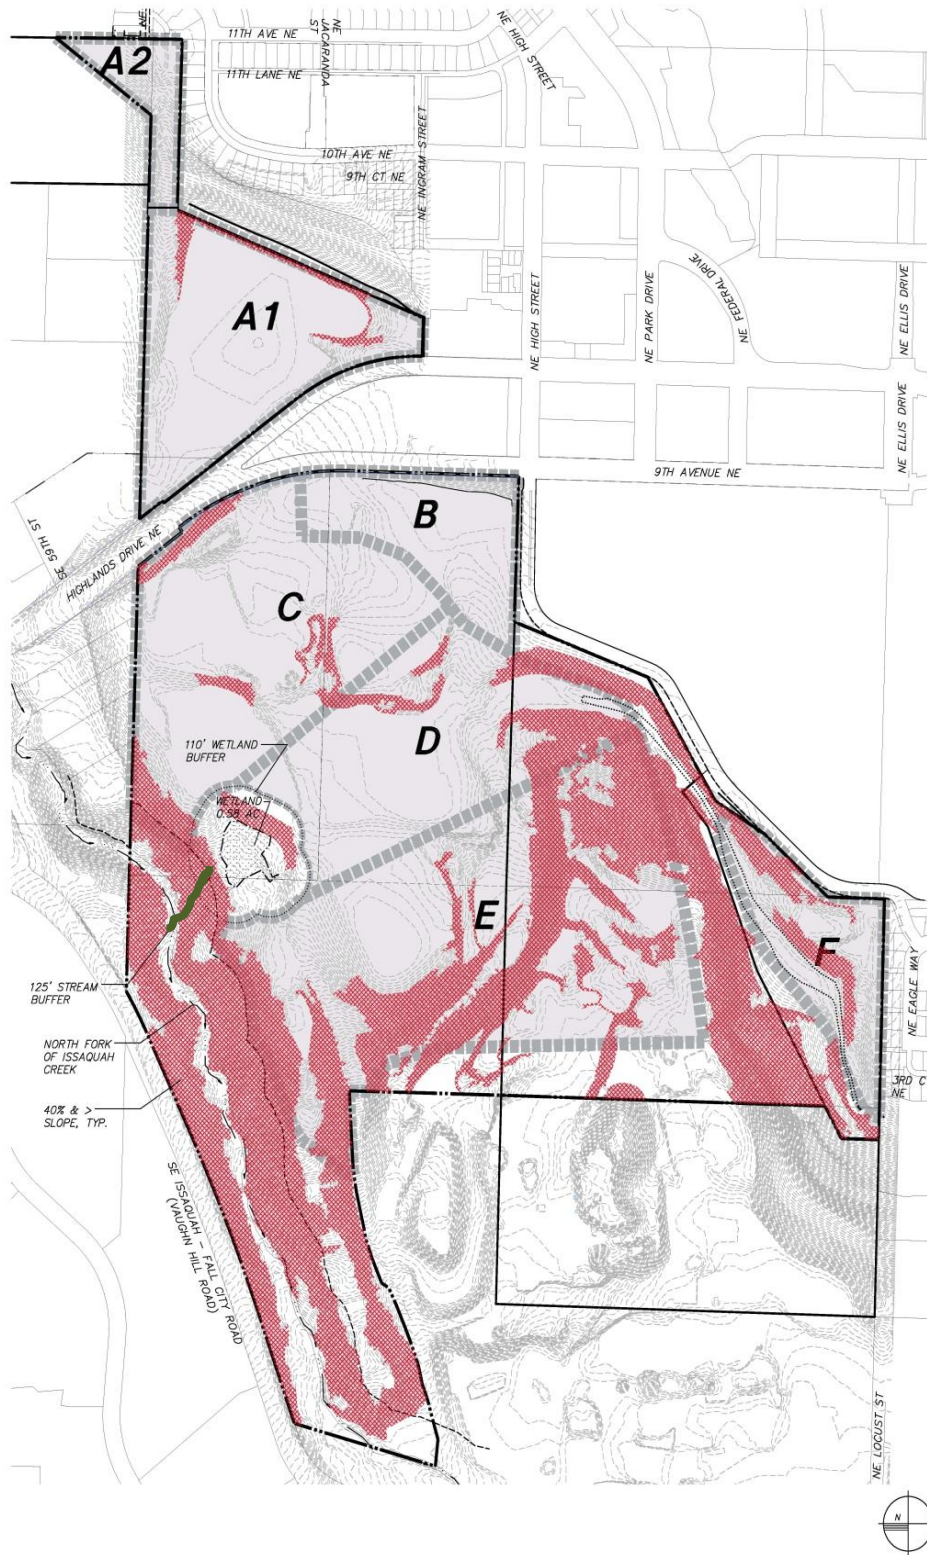 NE
11TH AVE NE
NE
JACARANDA
ST
NE HIGH STREET
A2
11TH LANE NE
10TH AVE NE
9TH CT NE
NE INGRAM STREET
A1
NE HIGH STREET
NE PARK DRIVE
NE FEDERAL DRIVE
NE ELLIS DRIVE
NE ELLIS DRIVE
9TH AVENUE NE
B
SE 59TH ST
HIGHLANDS DRIVE NE
C
D
110' WETLAND
BUFFER
WETLAND
0.58 AC
E
F
125' STREAM
BUFFER
NE EAGLE WAY
NORTH FORK
OF ISSAQUAH
CREEK
3RD C
NE
40% & >
SLOPE, TYP.
SE ISSAQUAH - FALL CITY ROAD
(VAUGHN HILL ROAD)
NE LOCUST ST
N